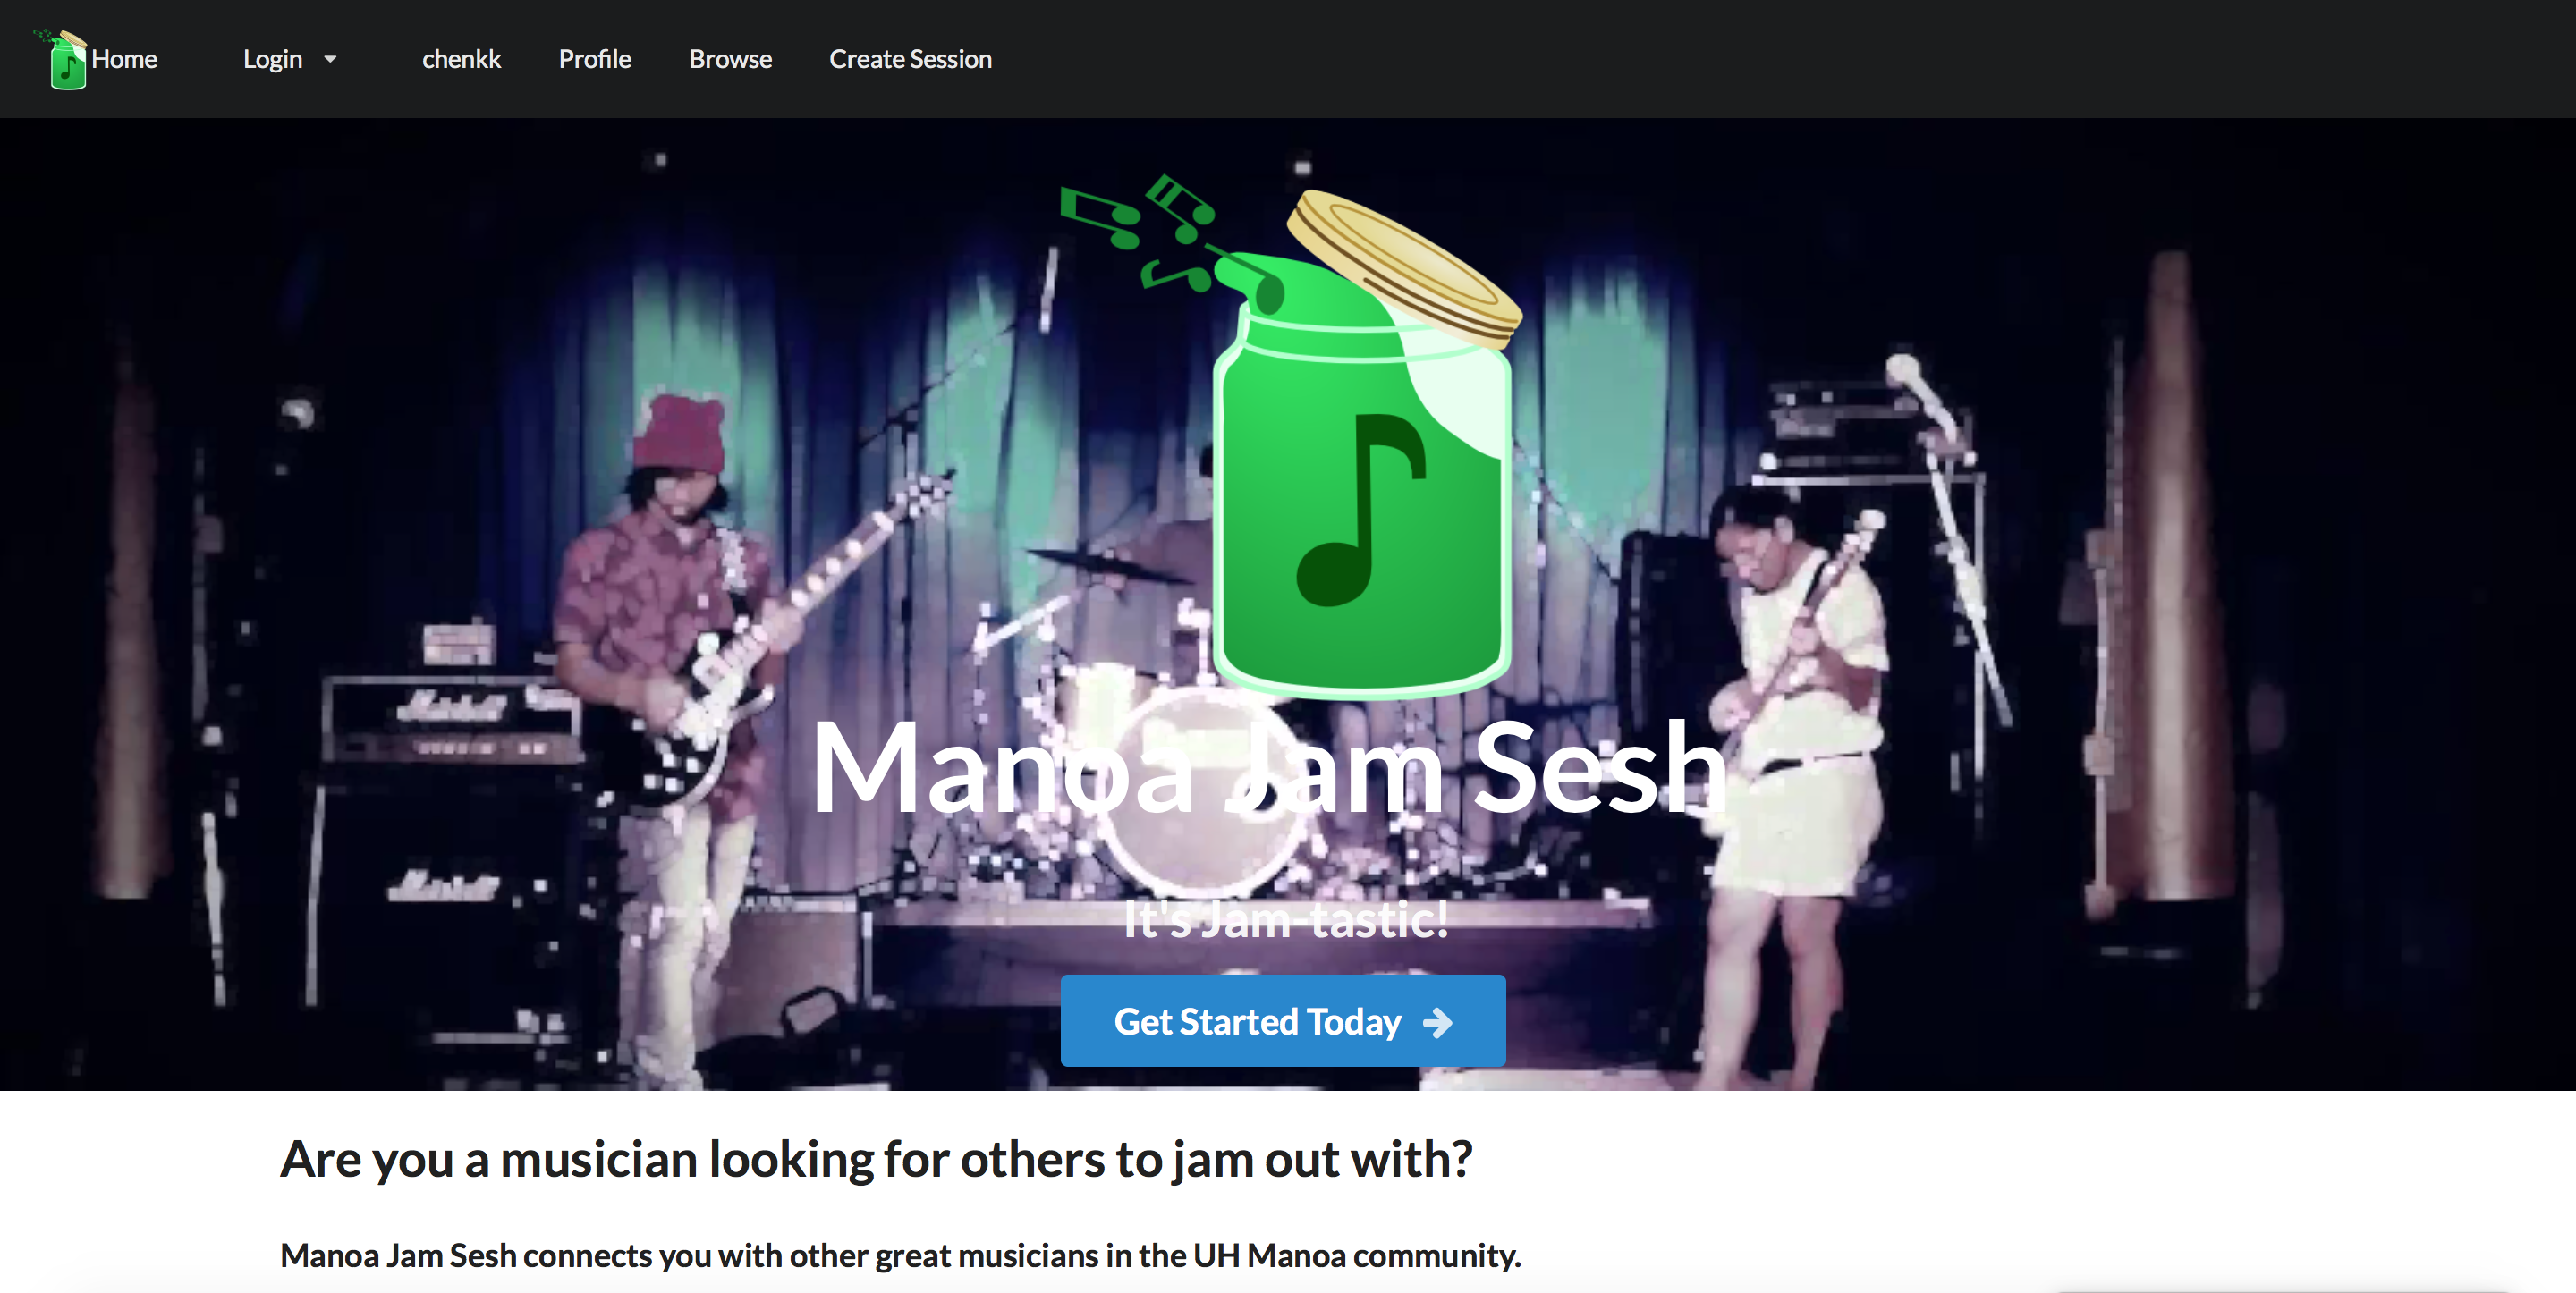 Home Login chenkk Profile Browse Create Session
Marshall
Marshall
Manoa Jam Sesh
It's Jam-tastic!
Get Started Today
Are you a musician looking for others to jam out with?
Manoa Jam Sesh connects you with other great musicians in the UH Manoa community.